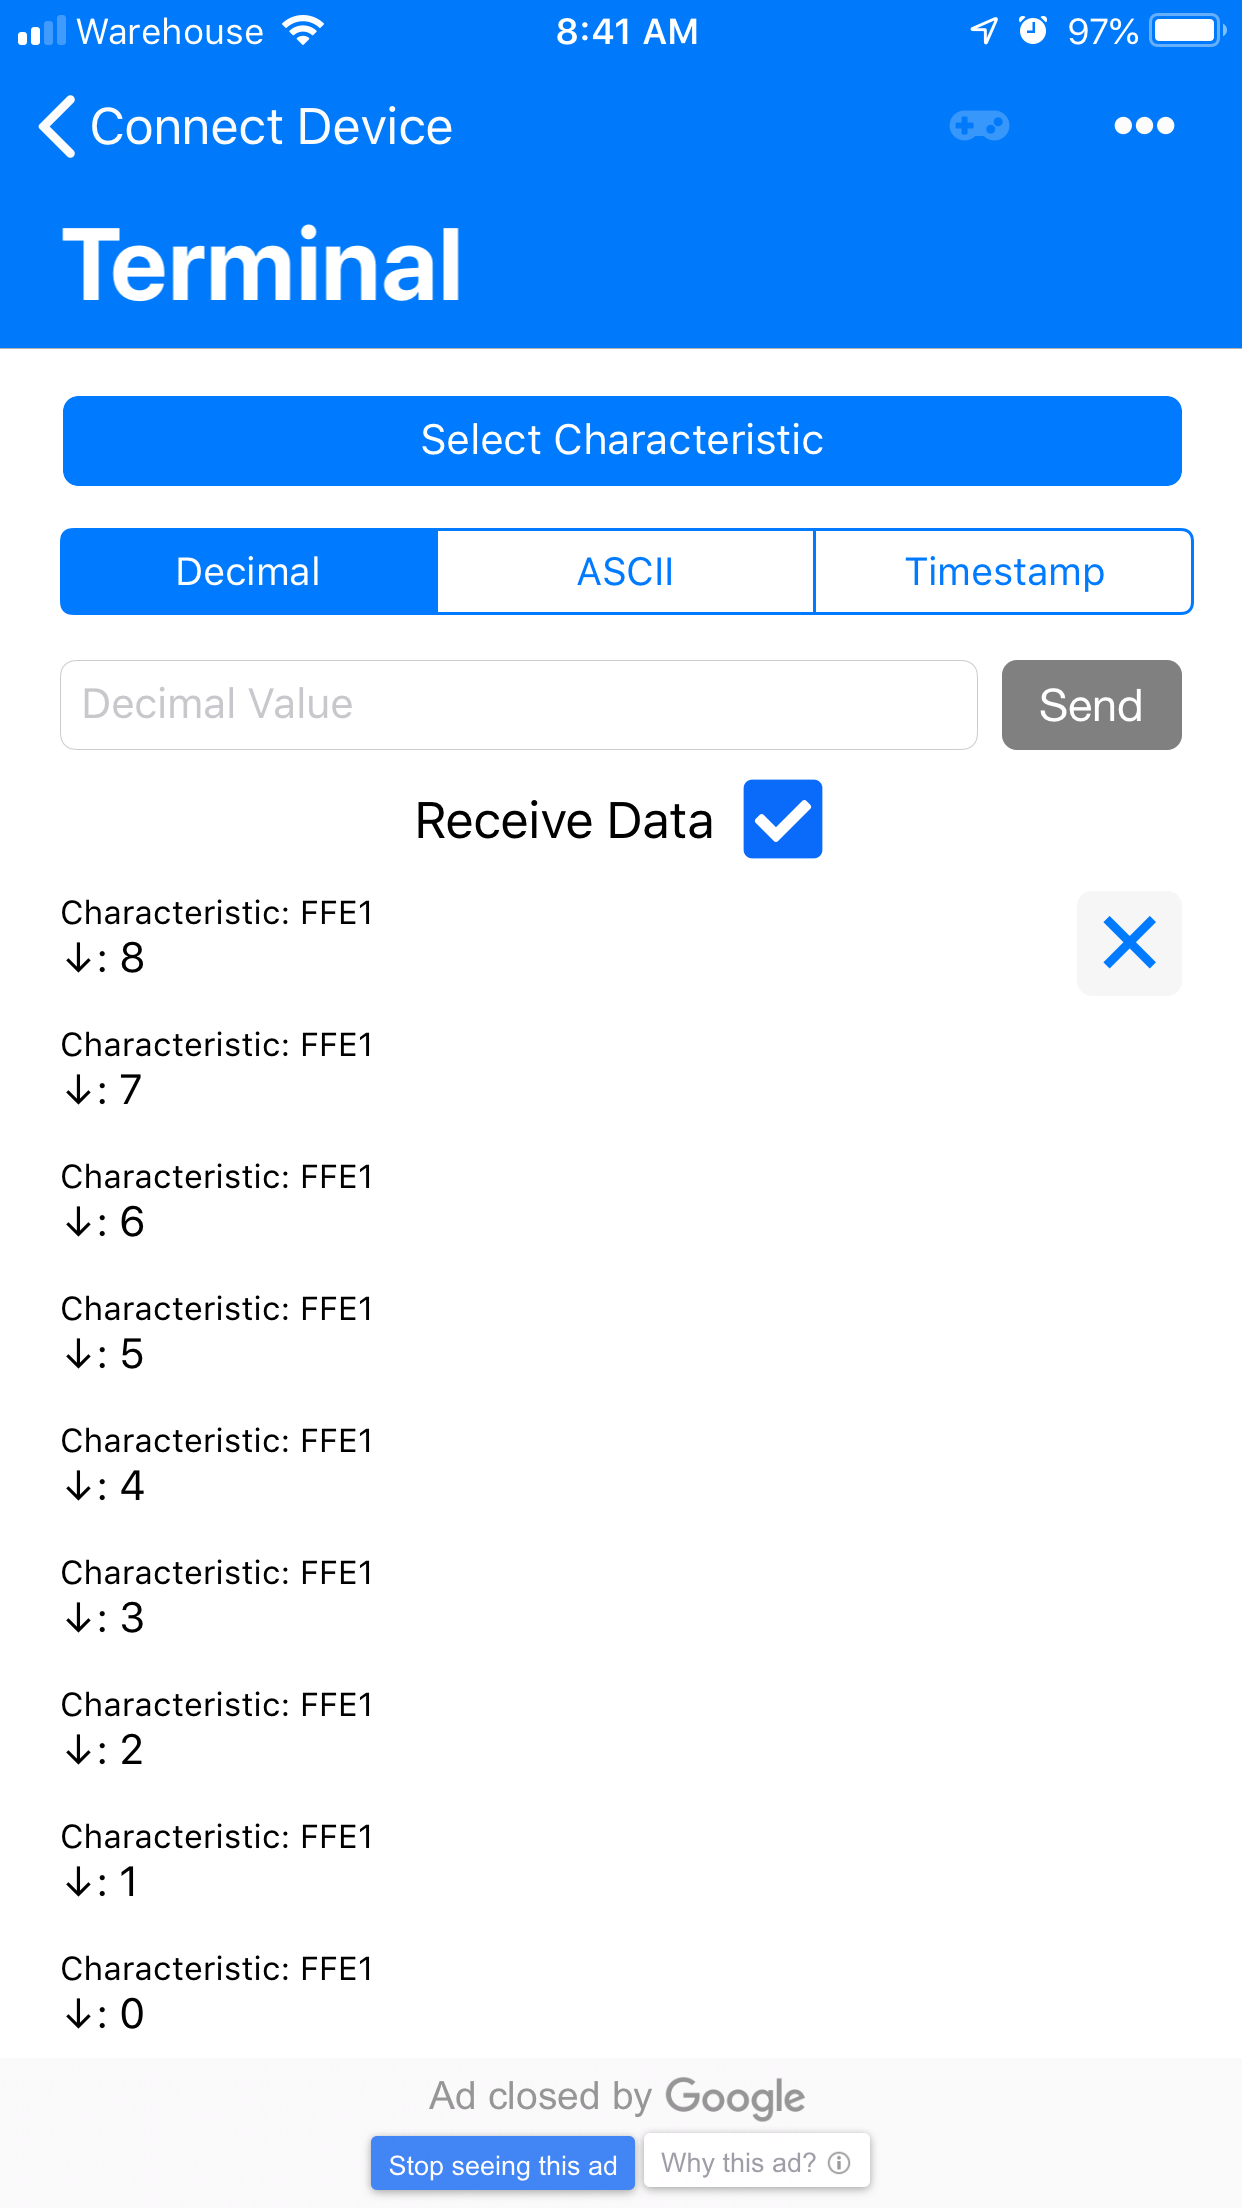 Warehouse 8:41 AM 97%
Connect Device
Terminal
Select Characteristic
Decimal ASCII Timestamp
Decimal Value Send
Receive Data
Characteristic: FFE1
↓: 8
Characteristic: FFE1
↓: 7
Characteristic: FFE1
↓: 6
Characteristic: FFE1
↓: 5
Characteristic: FFE1
↓: 4
Characteristic: FFE1
↓: 3
Characteristic: FFE1
↓: 2
Characteristic: FFE1
↓: 1
Characteristic: FFE1
↓: 0
Ad closed by Google
Stop seeing this ad Why this ad?